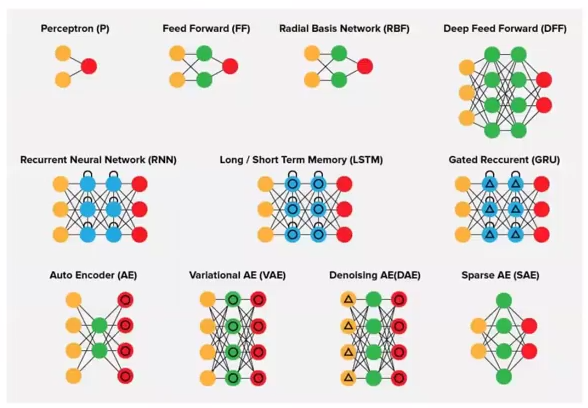 Perceptron (P)
Feed Forward (FF)
Radial Basis Network (RBF)
Deep Feed Forward (DFF)
Recurrent Neural Network (RNN)
Long / Short Term Memory (LSTM)
Gated Reccurent (GRU)
Auto Encoder (AE)
Variational AE (VAE)
Denoising AE(DAE)
Sparse AE (SAE)